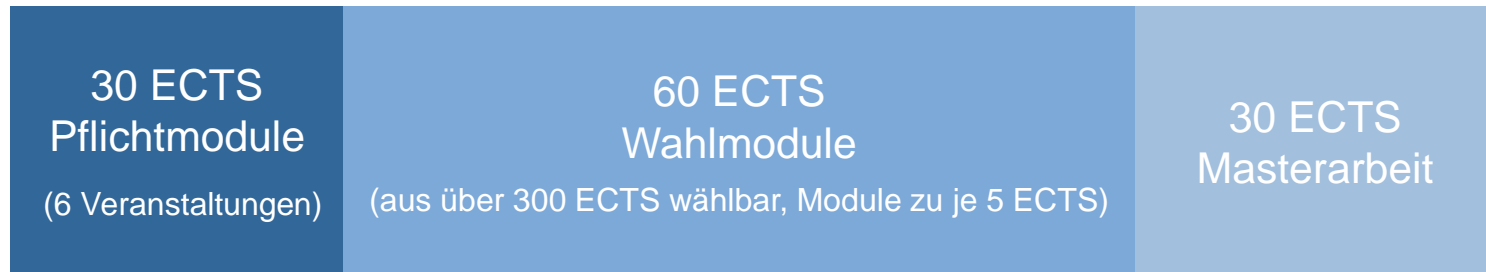 30 ECTS
Pflichtmodule
(6 Veranstaltungen)
60 ECTS
Wahlmodule
(aus über 300 ECTS wählbar, Module zu je 5 ECTS)
30 ECTS
Masterarbeit